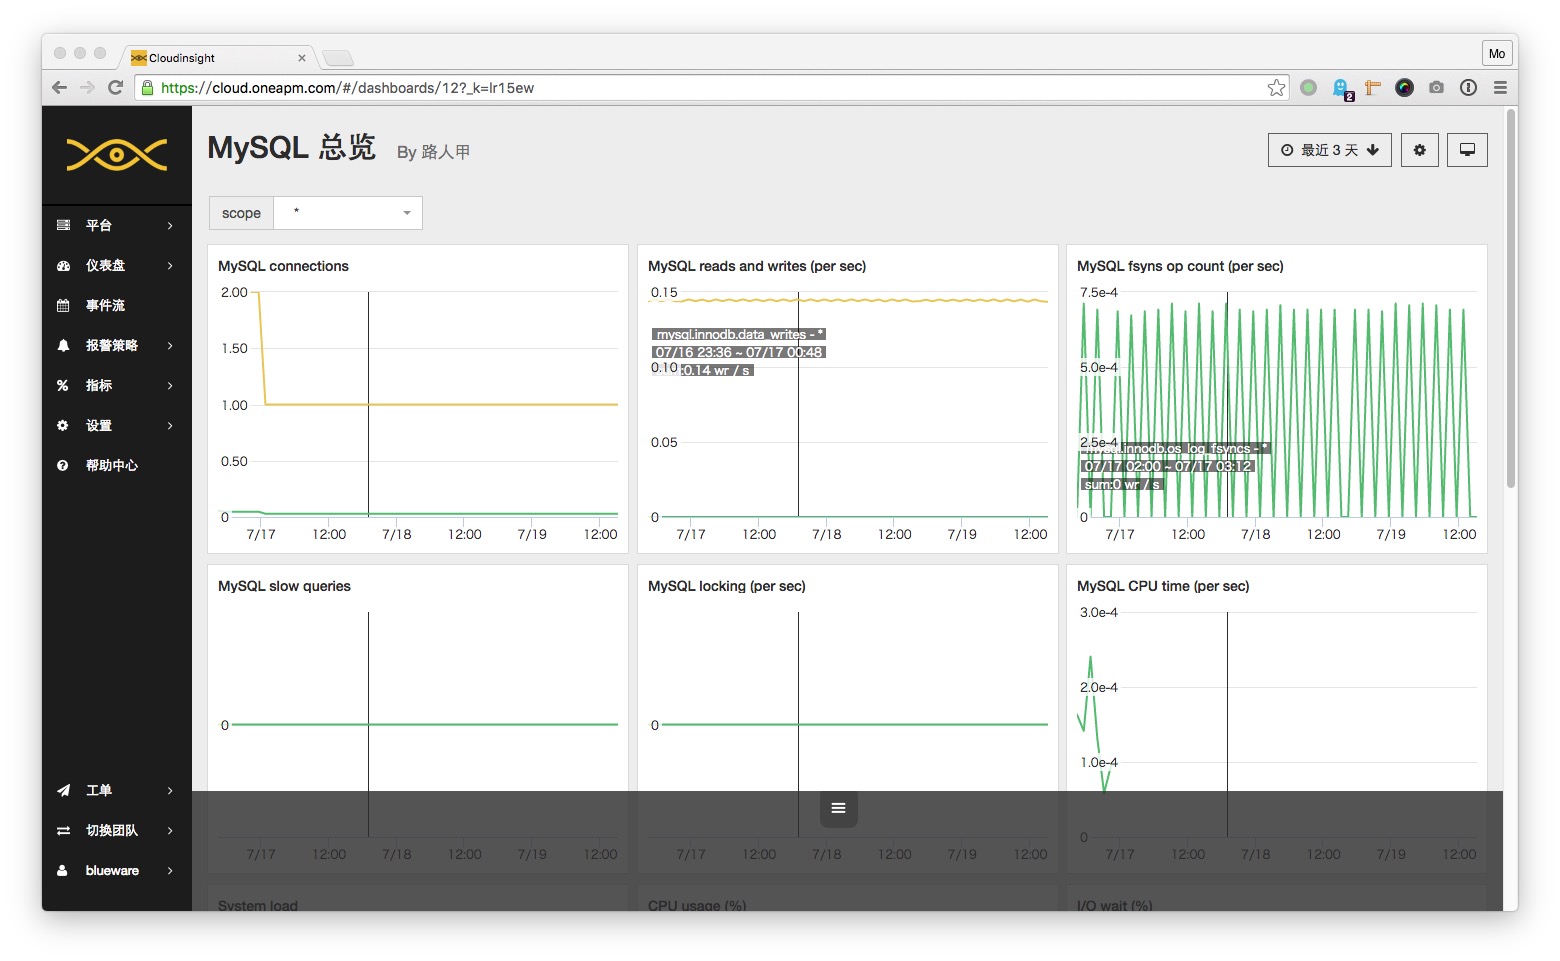 Cloudinsight
Mo
https://cloud.oneapm.com/#/dashboards/12?_k=lr15ew
2
MySQL 总览 By 路人甲
最近 3 天
scope *
平台
仪表盘
事件流
报警策略
指标
设置
帮助中心
工单
切换团队
blueware
MySQL connections
2.00
1.50
1.00
0.50
0
7/17 12:00 7/18 12:00 7/19 12:00
MySQL reads and writes (per sec)
0.15
mysql.innodb.data_writes - *
07/16 23:36 ~ 07/17 00:48
0.10 :0.14 wr / s
0.05
0
7/17 12:00 7/18 12:00 7/19 12:00
MySQL fsyns op count (per sec)
7.5e-4
5.0e-4
2.5e-4
mysql.innodb.os_log_fsyncs - *
07/17 02:00 ~ 07/17 03:12
sum:0 wr / s
0
7/17 12:00 7/18 12:00 7/19 12:00
MySQL slow queries
0
7/17 12:00 7/18 12:00 7/19 12:00
MySQL locking (per sec)
0
7/17 12:00 7/18 12:00 7/19 12:00
MySQL CPU time (per sec)
3.0e-4
2.0e-4
1.0e-4
0
7/17 12:00 7/18 12:00 7/19 12:00
System load
CPU usage (%)
I/O wait (%)